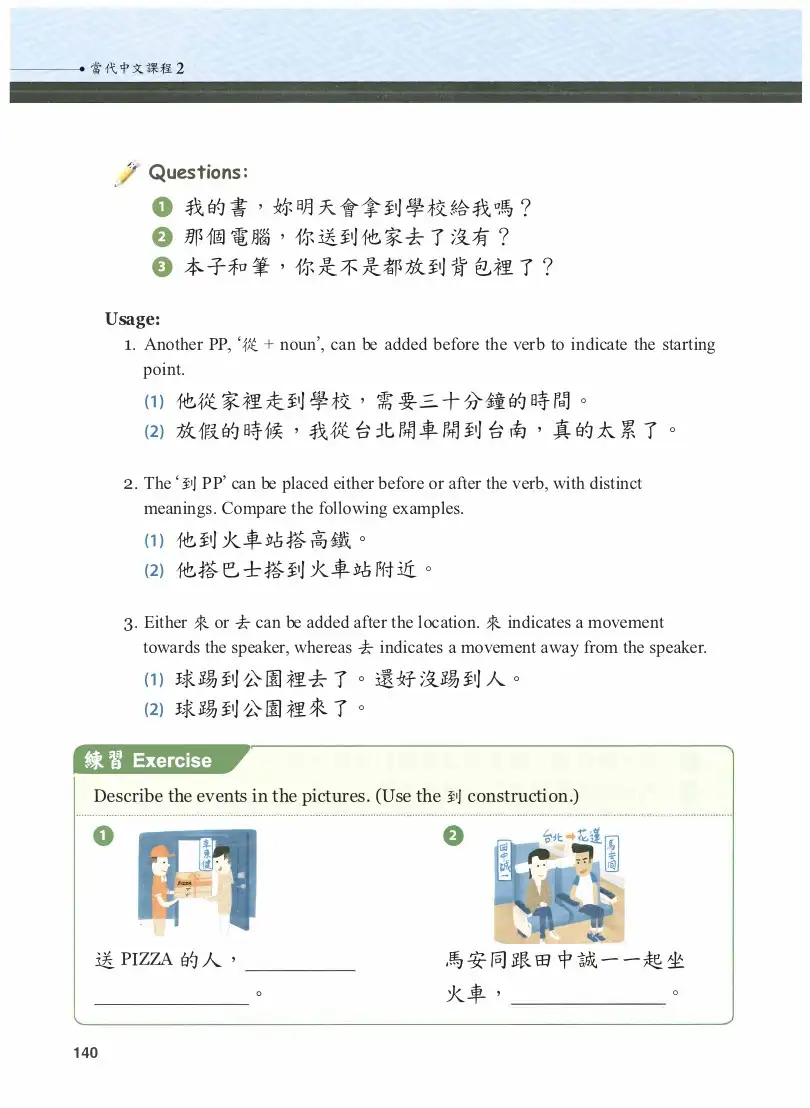 當代中文課程 2
Questions:
1 我的書，妳明天會拿到學校給我嗎？
2 那個電腦，你送到他家去了沒有？
3 本子和筆，你是不是都放到背包裡了？
Usage:
1. Another PP, ‘從 + noun’, can be added before the verb to indicate the starting
point.
(1) 他從家裡走到學校，需要三十分鐘的時間。
(2) 放假的時候，我從台北開車開到台南，真的太累了。
2. The ‘到 PP’ can be placed either before or after the verb, with distinct
meanings. Compare the following examples.
(1) 他到火車站搭高鐵。
(2) 他搭巴士搭到火車站附近。
3. Either 來 or 去 can be added after the location. 來 indicates a movement
towards the speaker, whereas 去 indicates a movement away from the speaker.
(1) 球踢到公園裡去了。還好沒踢到人。
(2) 球踢到公園裡來了。
練習 Exercise
Describe the events in the pictures. (Use the 到 construction.)
1
李東健
PIZZA
送 PIZZA 的人，
。
2
台北 ➡ 花蓮
田中誠一
馬安同
馬安同跟田中誠一一起坐
火車，。
140